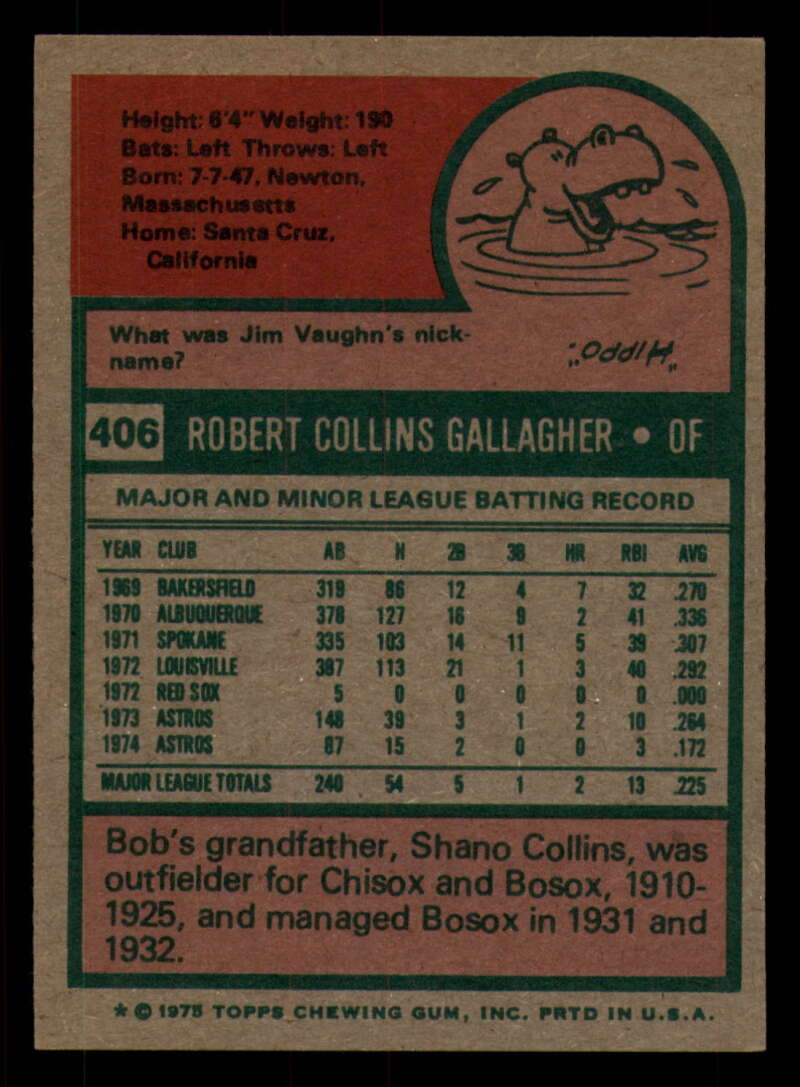 Height: 6'4" Weight: 190
Bats: Left Throws: Left
Born: 7-7-47, Newton,
Massachusetts
Home: Santa Cruz,
California
What was Jim Vaughn's nick-
name?
"Hippo."
406 ROBERT COLLINS GALLAGHER • OF
MAJOR AND MINOR LEAGUE BATTING RECORD
YEAR CLUB AB H 2B 3B HR RBI AVG
1969 BAKERSFIELD 319 86 12 4 7 32 .270
1970 ALBUQUERQUE 378 127 16 9 2 41 .336
1971 SPOKANE 335 103 14 11 5 39 .307
1972 LOUISVILLE 387 113 21 1 3 40 .292
1972 RED SOX 5 0 0 0 0 0 .000
1973 ASTROS 148 39 3 1 2 10 .264
1974 ASTROS 87 15 2 0 0 3 .172
MAJOR LEAGUE TOTALS 240 54 5 1 2 13 .225
Bob's grandfather, Shano Collins, was
outfielder for Chisox and Bosox, 1910-
1925, and managed Bosox in 1931 and
1932.
* © 1975 TOPPS CHEWING GUM, INC. PRTD IN U.S.A.